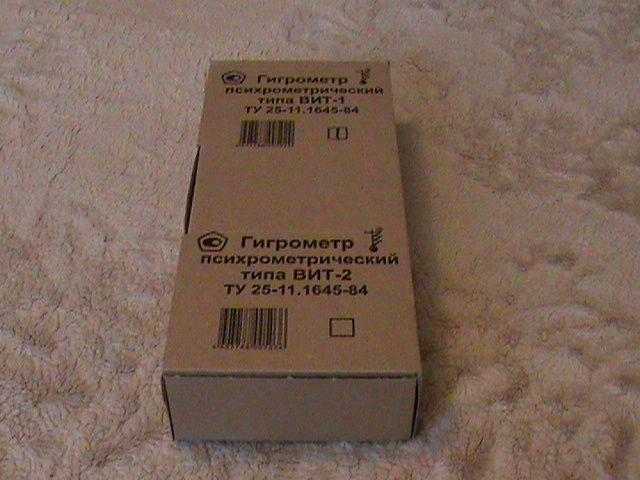 Гигрометр
психрометрический
типа ВИТ-1
ТУ 25-11.1645-84
Гигрометр
психрометрический
типа ВИТ-2
ТУ 25-11.1645-84